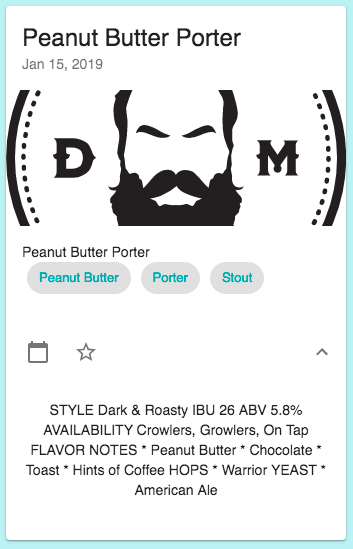 Peanut Butter Porter
Jan 15, 2019
D M
Peanut Butter Porter
Peanut Butter Porter Stout
STYLE Dark & Roasty IBU 26 ABV 5.8%
AVAILABILITY Crowlers, Growlers, On Tap
FLAVOR NOTES * Peanut Butter * Chocolate *
Toast * Hints of Coffee HOPS * Warrior YEAST *
American Ale